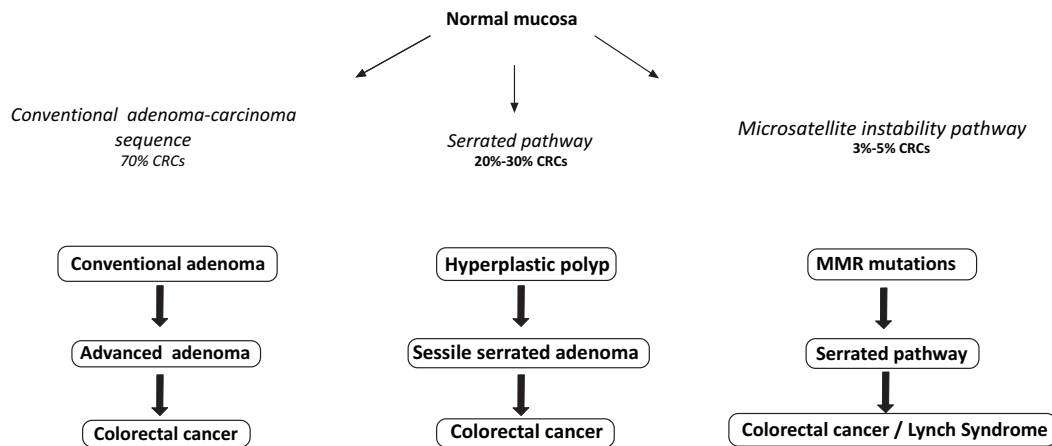 Normal mucosa
Conventional adenoma-carcinoma
sequence
70% CRCs
Serrated pathway
20%-30% CRCs
Microsatellite instability pathway
3%-5% CRCs
Conventional adenoma
Advanced adenoma
Colorectal cancer
Hyperplastic polyp
Sessile serrated adenoma
Colorectal cancer
MMR mutations
Serrated pathway
Colorectal cancer / Lynch Syndrome